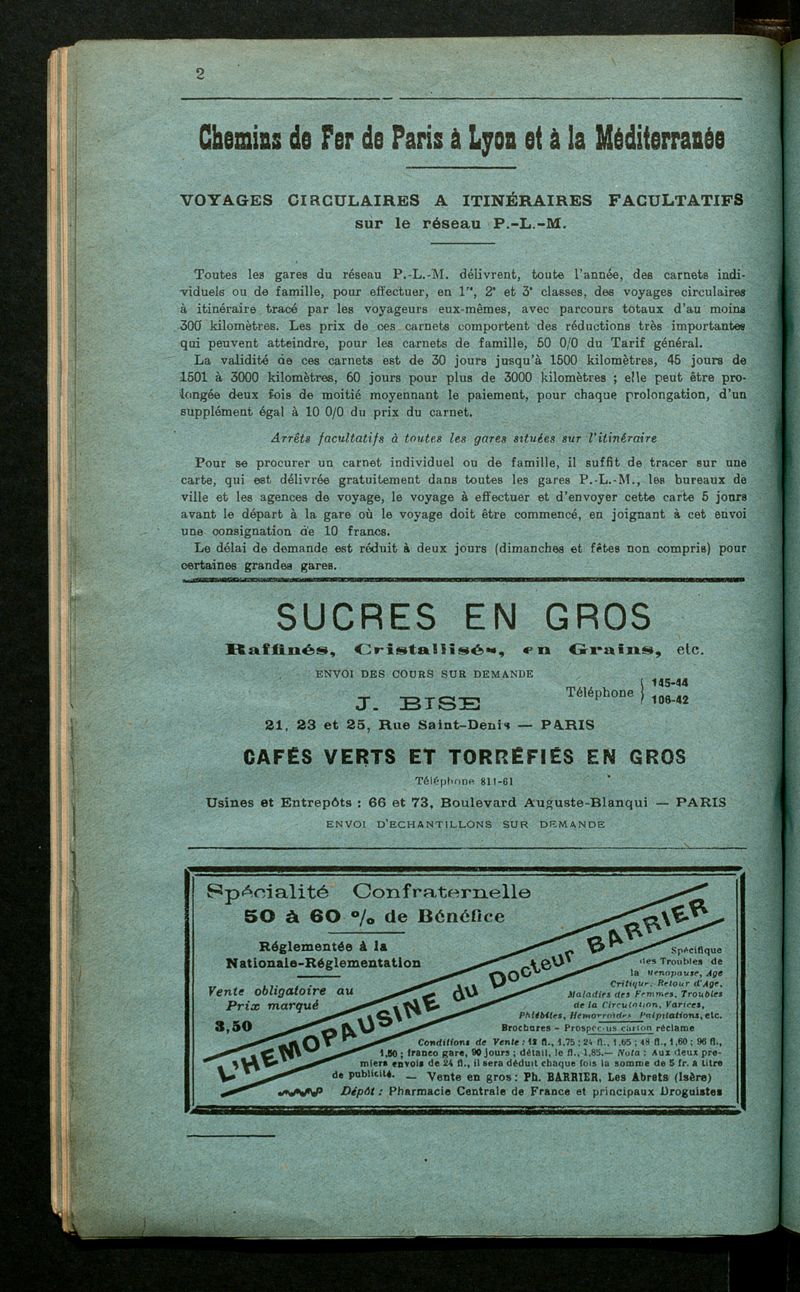 2
Chemins de Fer de Paris à Lyon et à la Méditerranée
VOYAGES CIRCULAIRES A ITINÉRAIRES FACULTATIFS
sur le réseau P.-L.-M.
Toutes les gares du réseau P.-L.-M. délivrent, toute l'année, des carnets indi-
viduels ou de famille, pour effectuer, en 1re, 2e et 3e classes, des voyages circulaires
à itinéraire tracé par les voyageurs eux-mêmes, avec parcours totaux d'au moins
300 kilomètres. Les prix de ces carnets comportent des réductions très importantes
qui peuvent atteindre, pour les carnets de famille, 50 0/0 du Tarif général.
La validité de ces carnets est de 30 jours jusqu'à 1500 kilomètres, 45 jours de
1501 à 3000 kilomètres, 60 jours pour plus de 3000 kilomètres ; elle peut être pro-
longée deux fois de moitié moyennant le paiement, pour chaque prolongation, d'un
supplément égal à 10 0/0 du prix du carnet.
Arrêts facultatifs à toutes les gares situées sur l'itinéraire
Pour se procurer un carnet individuel ou de famille, il suffit de tracer sur une
carte, qui est délivrée gratuitement dans toutes les gares P.-L.-M., les bureaux de
ville et les agences de voyage, le voyage à effectuer et d'envoyer cette carte 5 jours
avant le départ à la gare où le voyage doit être commencé, en joignant à cet envoi
une consignation de 10 francs.
Le délai de demande est réduit à deux jours (dimanches et fêtes non compris) pour
certaines grandes gares.
SUCRES EN GROS
Raffinés, Cristallisés, en Grains, etc.
ENVOI DES COURS SUR DEMANDE
J. BISE
Téléphone } 145-44
106-42
21, 23 et 25, Rue Saint-Denis — PARIS
CAFÉS VERTS ET TORRÉFIÉS EN GROS
Téléphone 811-61
Usines et Entrepôts : 66 et 73, Boulevard Auguste-Blanqui — PARIS
ENVOI D'ECHANTILLONS SUR DEMANDE
Spécialité Confraternelle
50 à 60 % de Bénéfice
Réglementée à la
Nationale-Réglementation
Vente obligatoire au
Prix marqué
3,50
L'HEMOPAUSINE du Docteur BARRIER
Spécifique
des Troubles de
la Menopause, Age
Critique, Retour d'Age,
Maladies des Femmes, Troubles
de la Circulation, Varices,
Phlébites, Hémorroïdes, Palpitations, etc.
Brochures - Prospectus carton réclame
Conditions de Vente : 12 fl., 1.75 ; 24 fl., 1.65 ; 48 fl., 1.60 ; 96 fl.,
1.50 ; franco gare, 90 jours ; détail, le fl., 1,85.— Nota : Aux deux pre-
miers envois de 24 fl., il sera déduit chaque fois la somme de 5 fr. à titre
de publicité. — Vente en gros : Ph. BARRIER, Les Abrets (Isère)
Dépôt : Pharmacie Centrale de France et principaux Droguistes